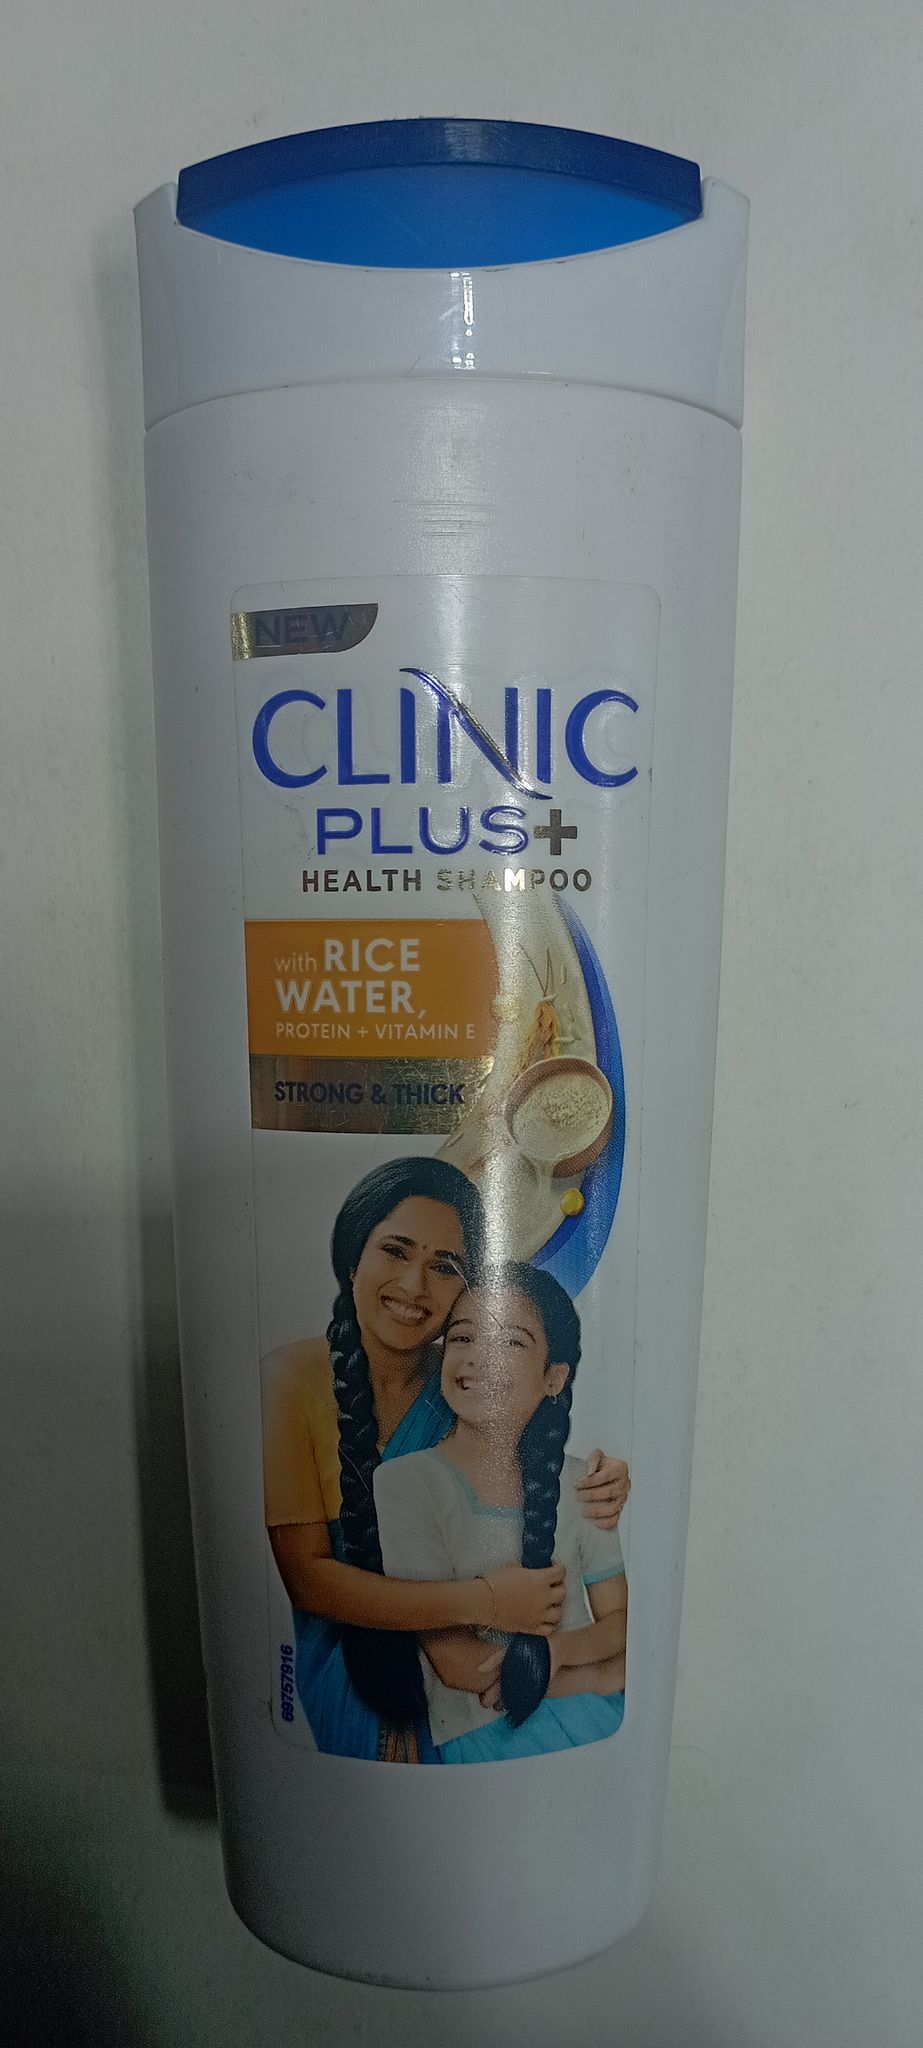 NEW
CLINIC
PLUS+
HEALTH SHAMPOO
with RICE
WATER,
PROTEIN + VITAMIN E
STRONG & THICK
69757916